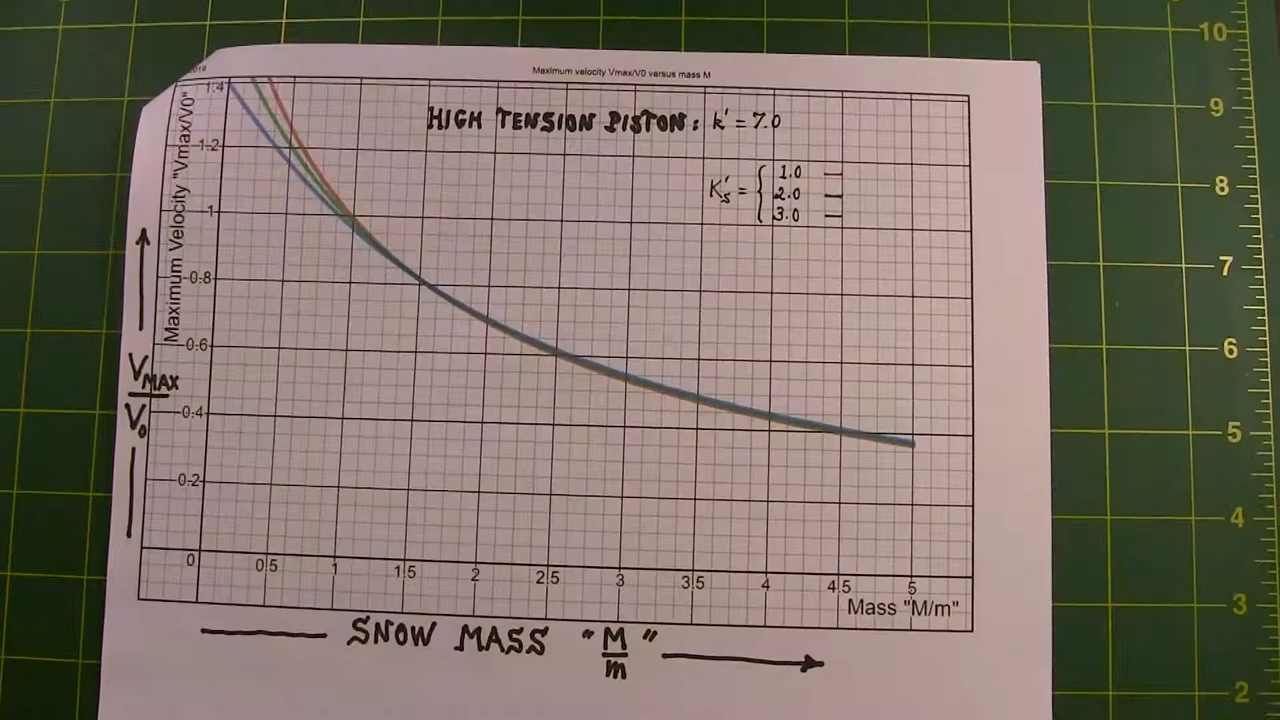 Maximum velocity Vmax/V0 versus mass M
HIGH TENSION PISTON: k' = 7.0
K's = { 1.0
2.0
3.0
Maximum Velocity "Vmax/V0"
1.4
1.2
1
0.8
0.6
0.4
0.2
0
VMAX
V0
0.5 1 1.5 2 2.5 3 3.5 4 4.5 5
Mass "M/m"
SNOW MASS "M/m"
10
9
8
7
6
5
4
3
2